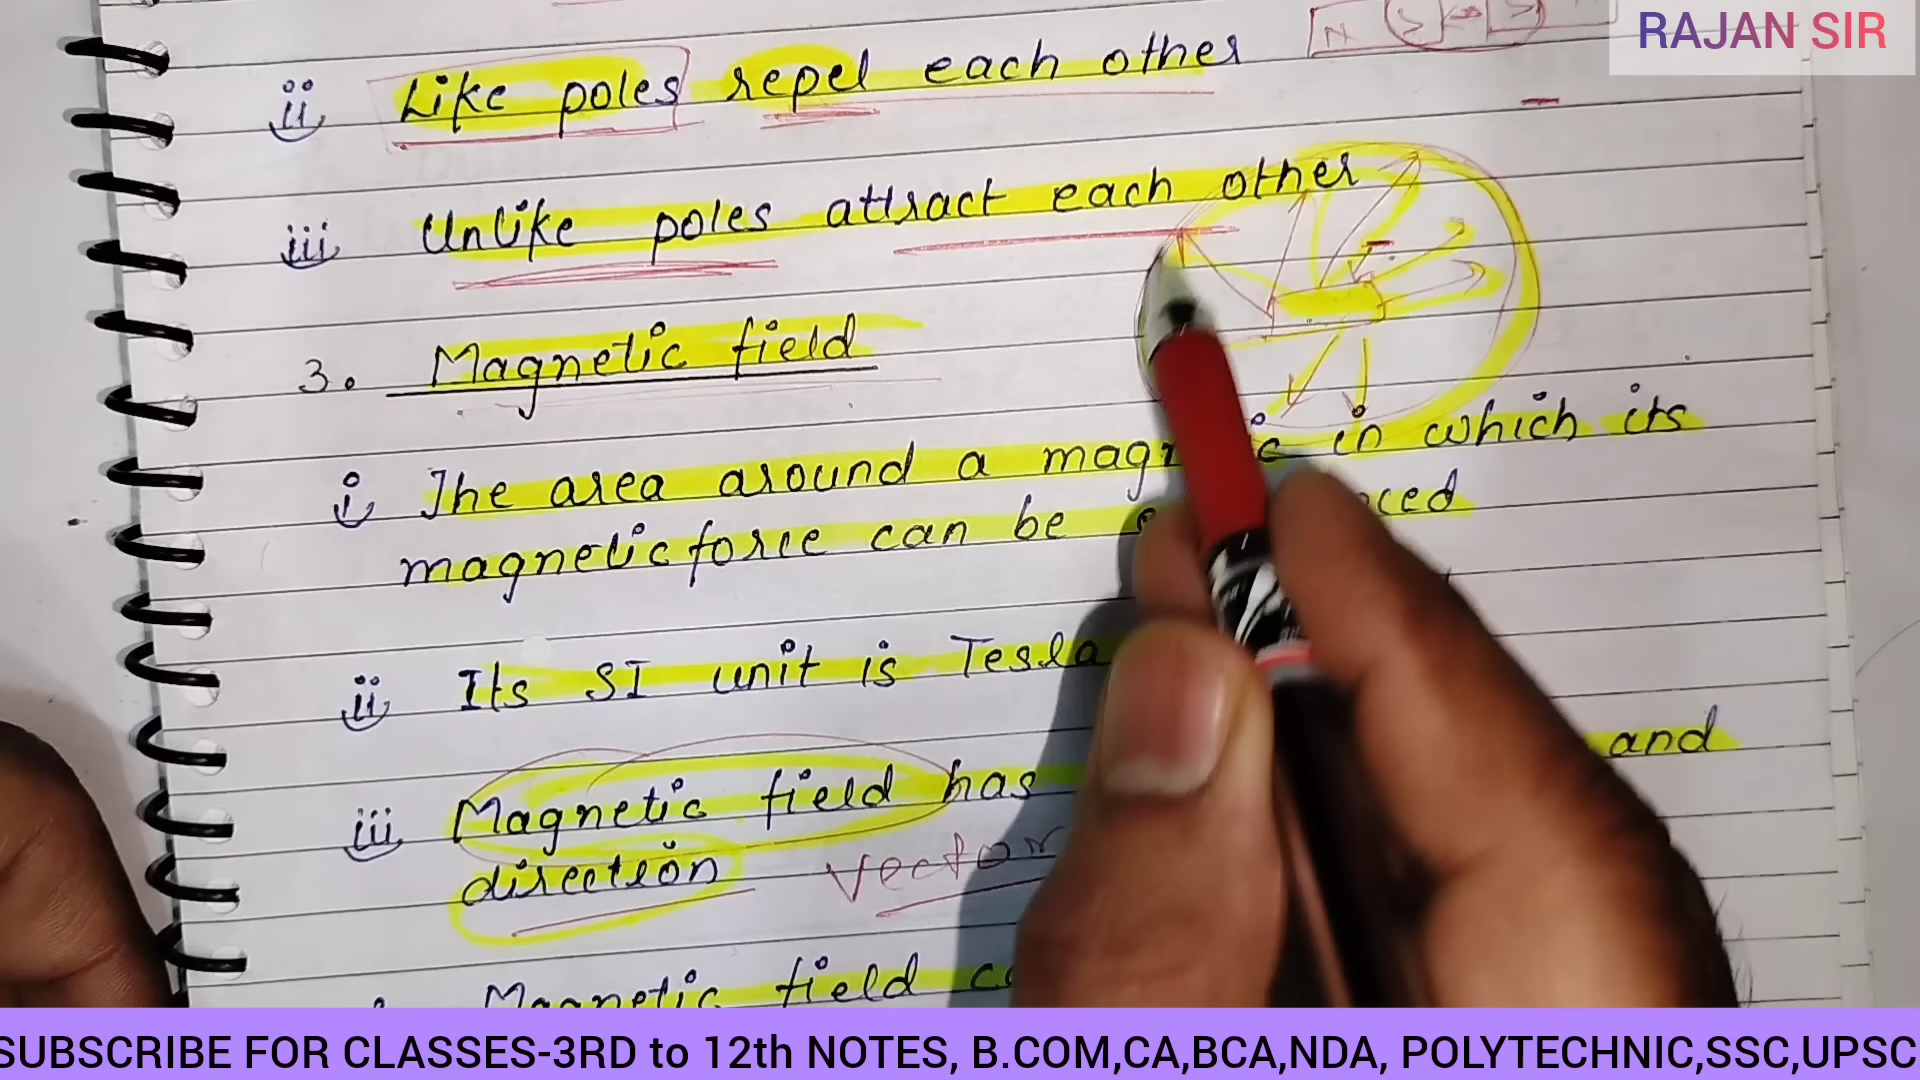 RAJAN SIR
ii Like poles repel each other
iii Unlike poles attract each other
3. Magnetic field
i The area around a in which its
magnetic force can be
ii Its SI unit is Tesla
iii Magnetic field has and
direction vector
Magnetic field
SUBSCRIBE FOR CLASSES-3RD to 12th NOTES, B.COM,CA,BCA,NDA, POLYTECHNIC,SSC,UPSC